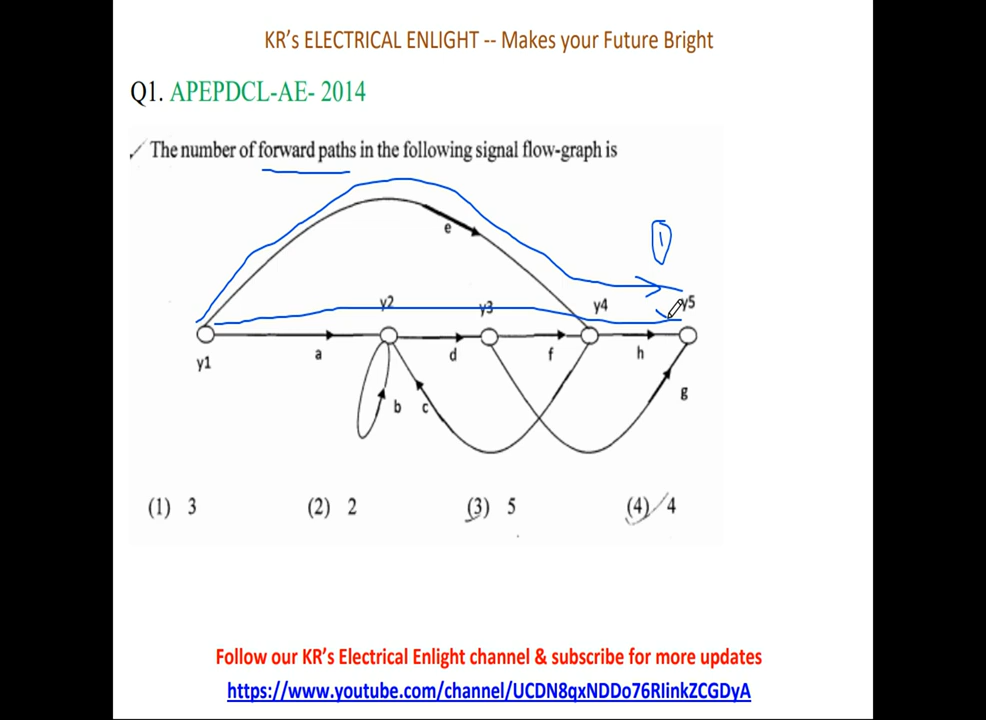 KR's ELECTRICAL ENLIGHT -- Makes your Future Bright
Q1. APEPDCL-AE- 2014
The number of forward paths in the following signal flow-graph is
1
e
y2
y3
y4
y5
y1
a
d
f
h
b
c
g
(1) 3
(2) 2
(3) 5
(4) 4
Follow our KR's Electrical Enlight channel & subscribe for more updates
https://www.youtube.com/channel/UCDN8qxNDDo76RIinkZCGDyA